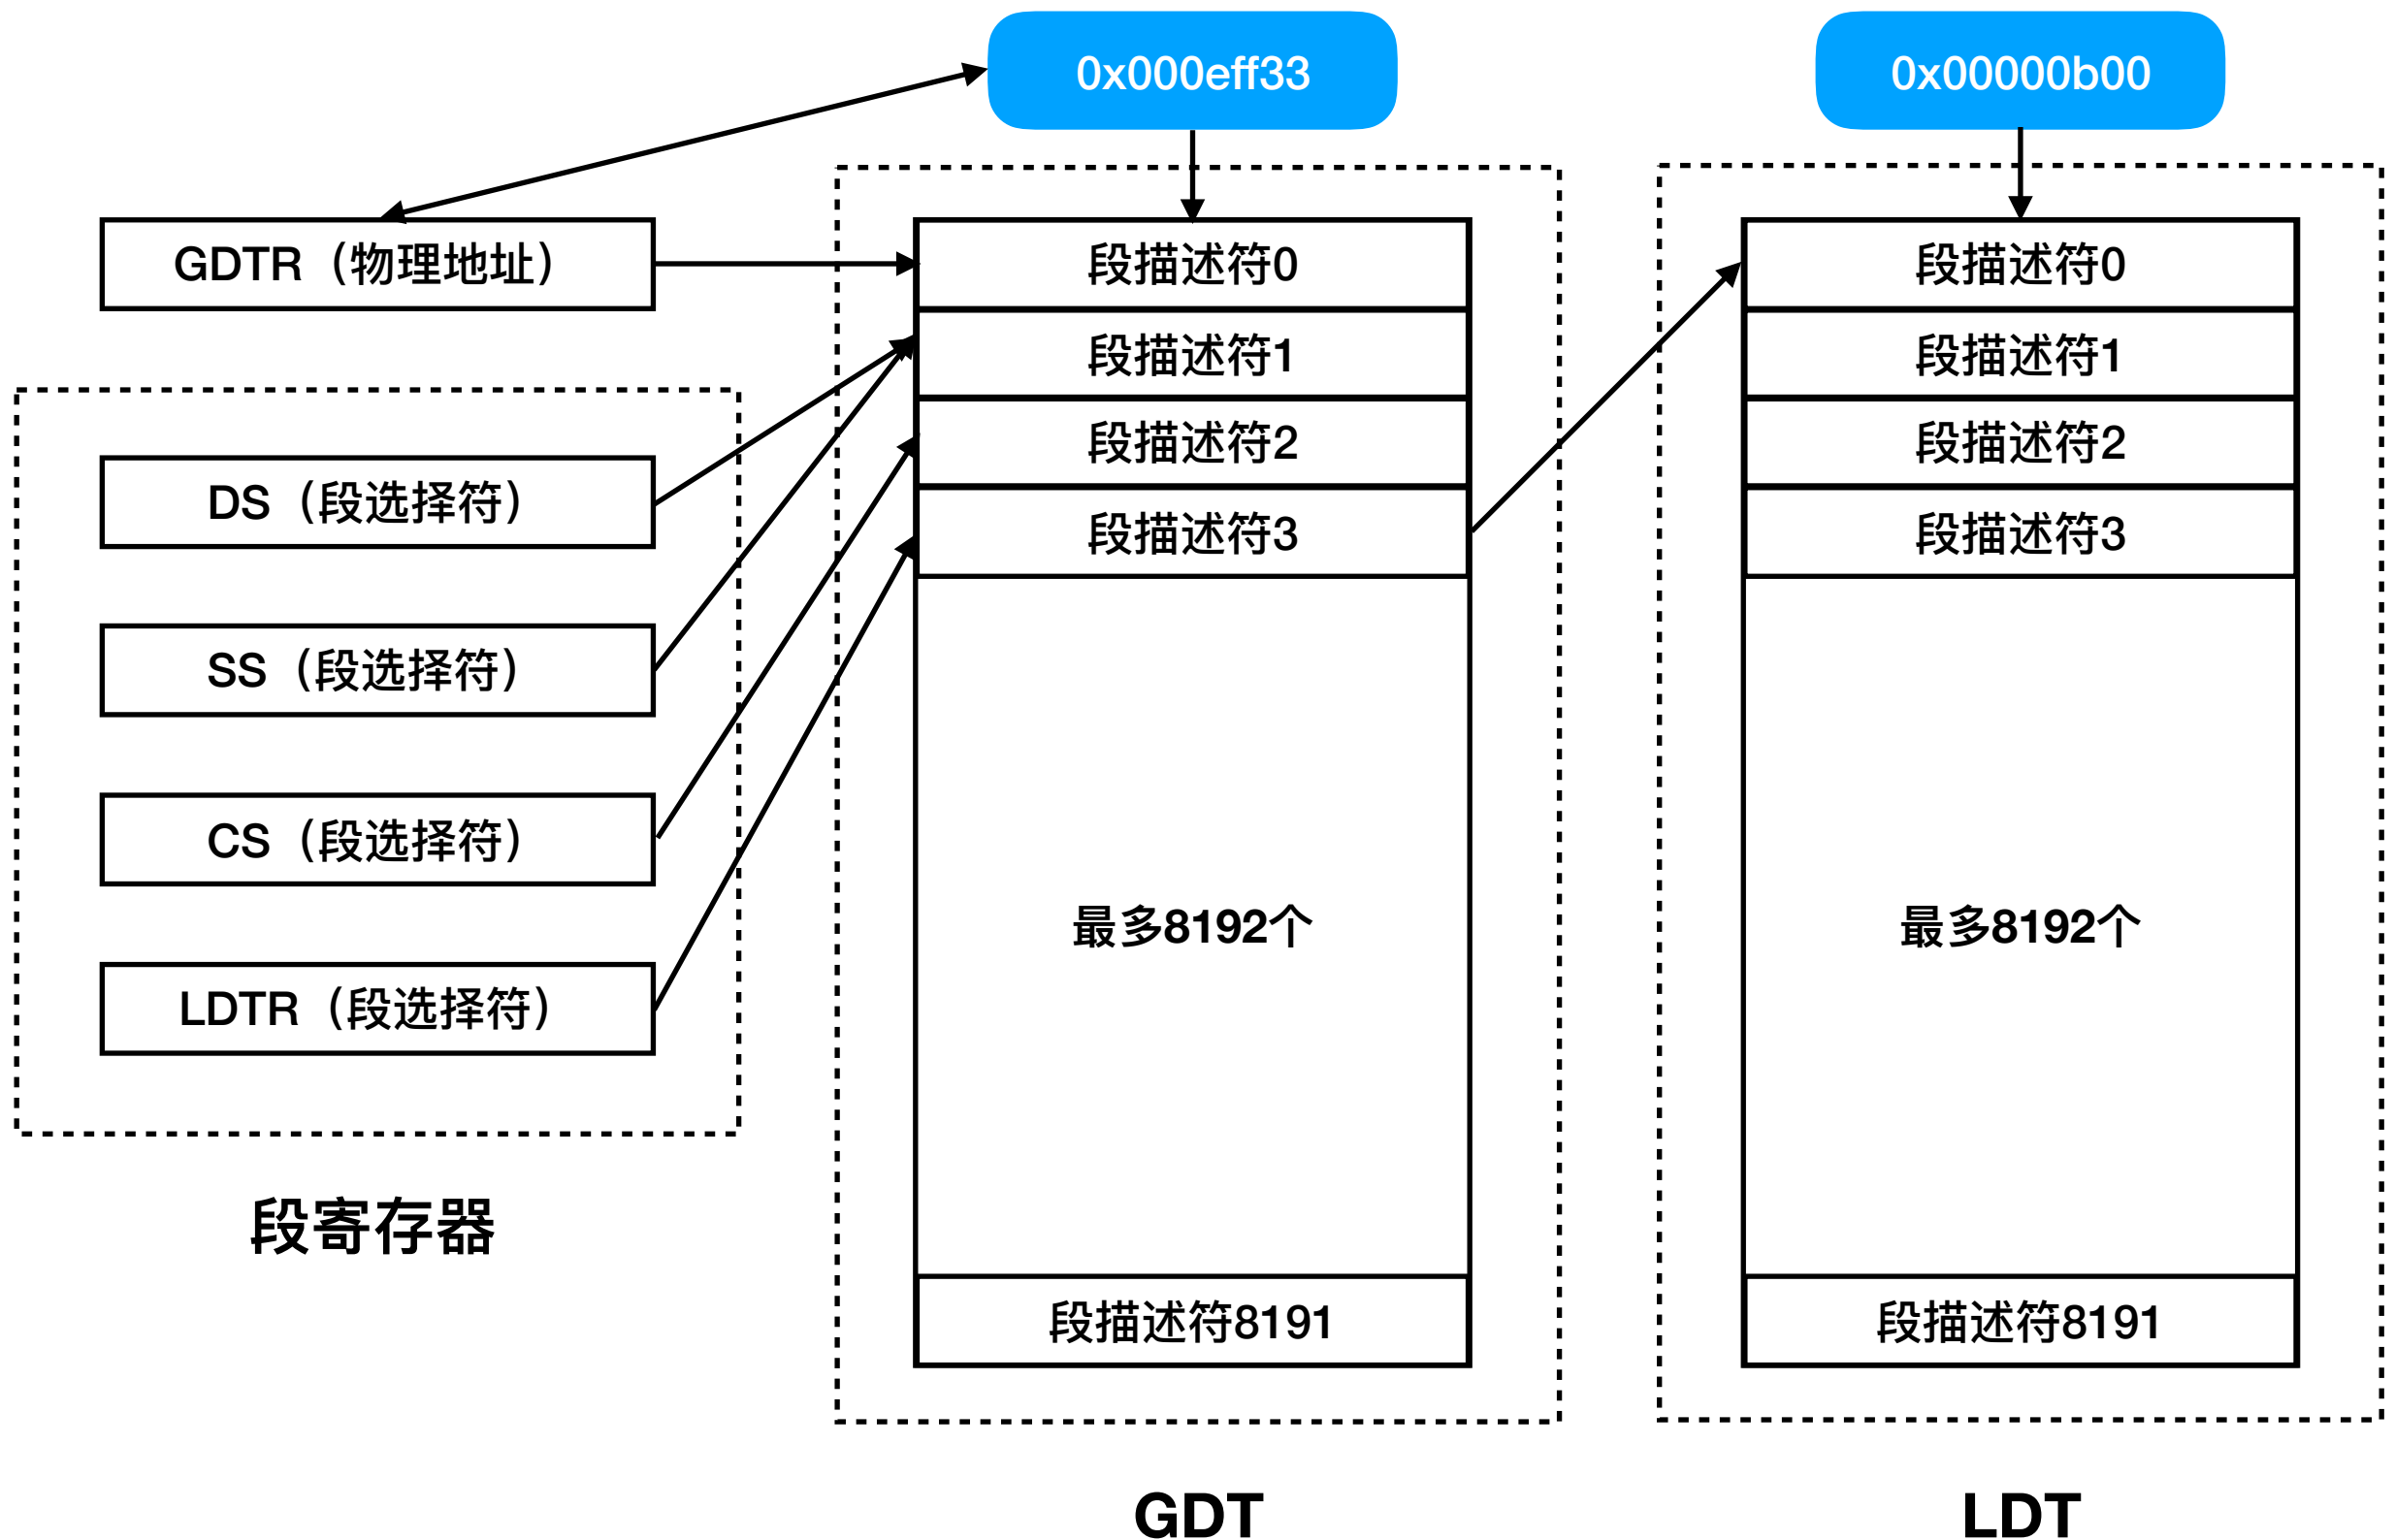 0x000eff33
0x00000b00
GDTR（物理地址）
DS（段选择符）
SS（段选择符）
CS（段选择符）
LDTR（段选择符）
段寄存器
段描述符0
段描述符1
段描述符2
段描述符3
最多8192个
段描述符8191
GDT
段描述符0
段描述符1
段描述符2
段描述符3
最多8192个
段描述符8191
LDT